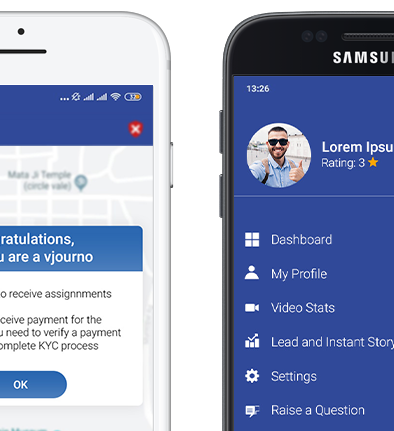 Mata Ji Temple
(circle vale)
ratulations,
u are a vjourno
o receive assignments
ceive payment for the
u need to verify a payment
omplete KYC process
OK
SAMSU
13:26
Lorem Ipsu
Rating: 3
Dashboard
My Profile
Video Stats
Lead and Instant Story
Settings
Raise a Question